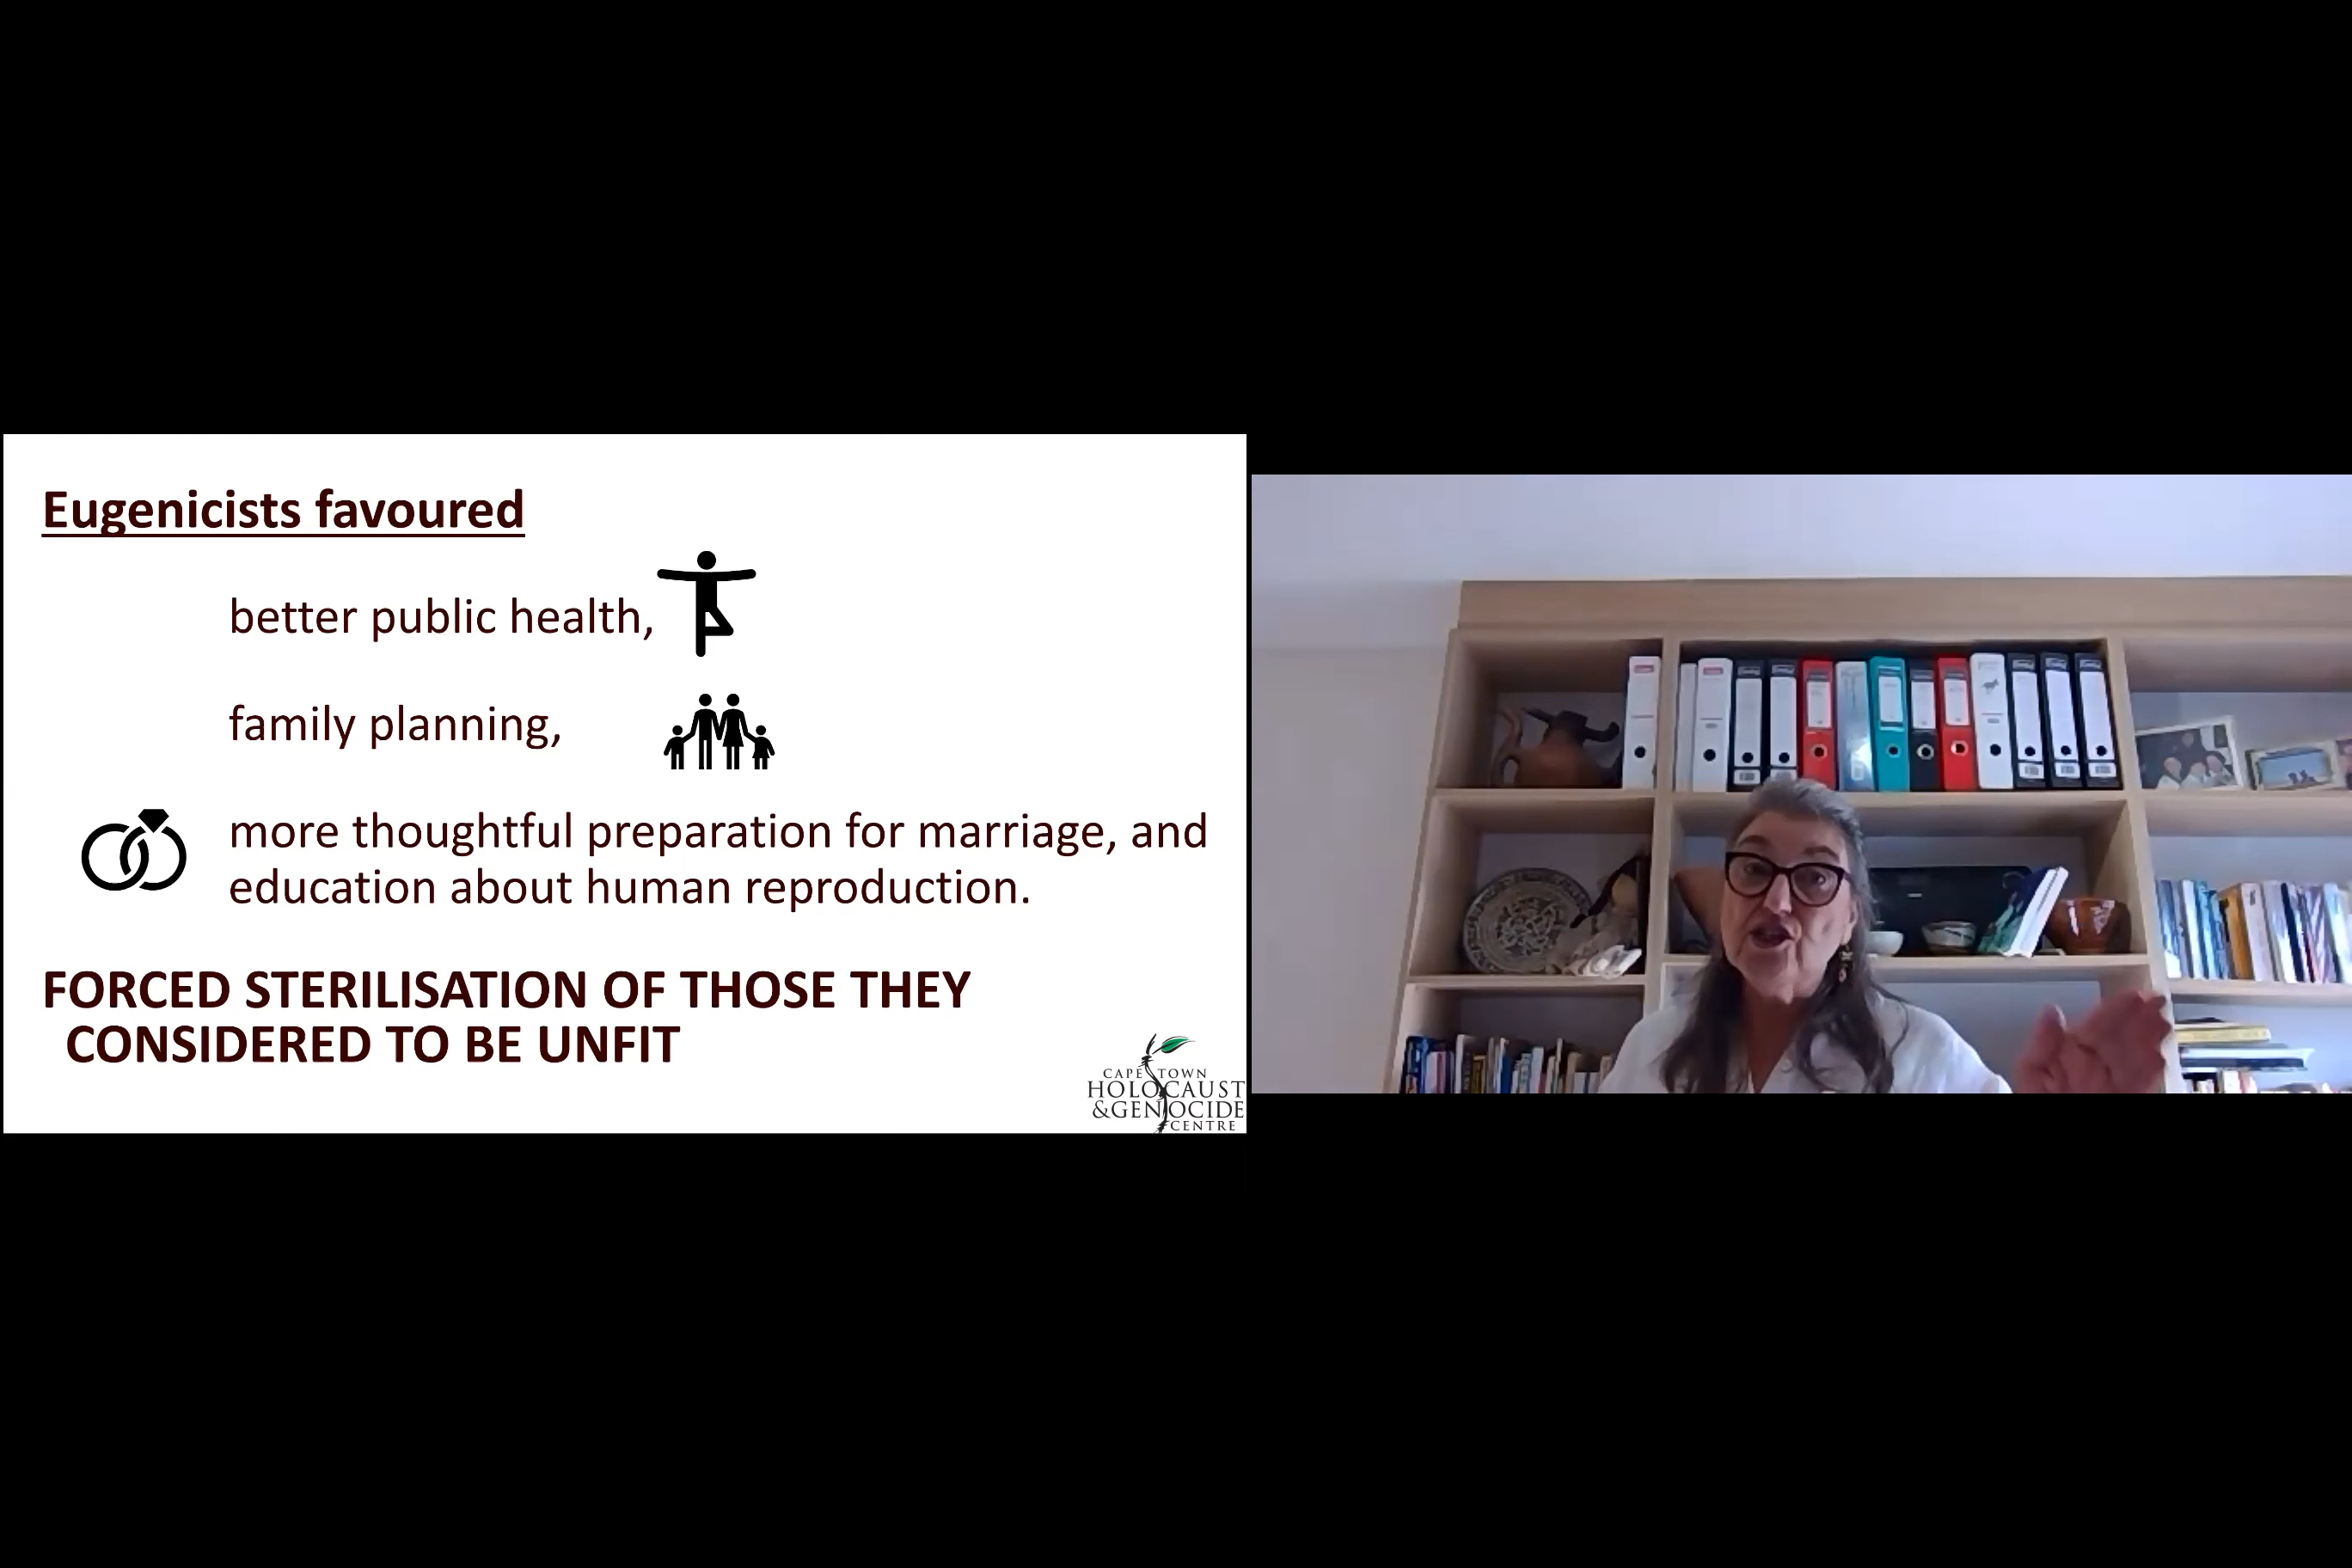 Eugenicists favoured
better public health,
family planning,
more thoughtful preparation for marriage, and
education about human reproduction.
FORCED STERILISATION OF THOSE THEY
CONSIDERED TO BE UNFIT
CAPE TOWN
HOLOCAUST
&GENOCIDE
CENTRE